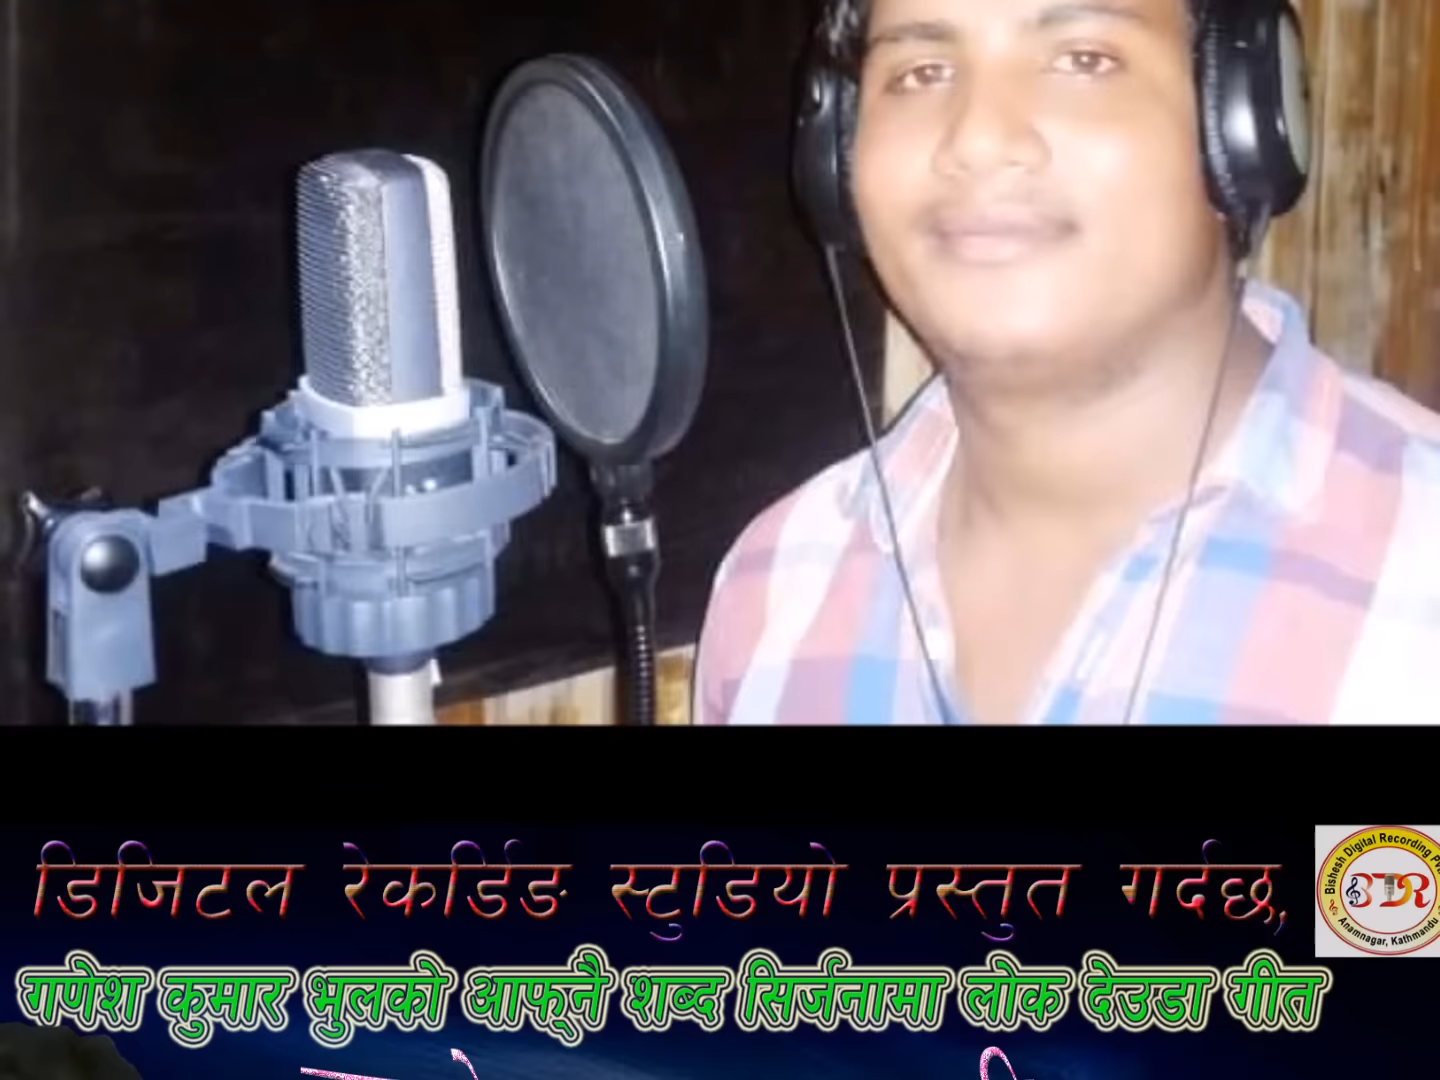 डिजिटल रेकर्डिङ स्टुडियो प्रस्तुत गर्दछ,
Bishesh Digital Recording
BDR
Anamnagar, Kathmandu
गणेश कुमार भुलको आफ्नै शब्द सिर्जनामा लोक देउडा गीत